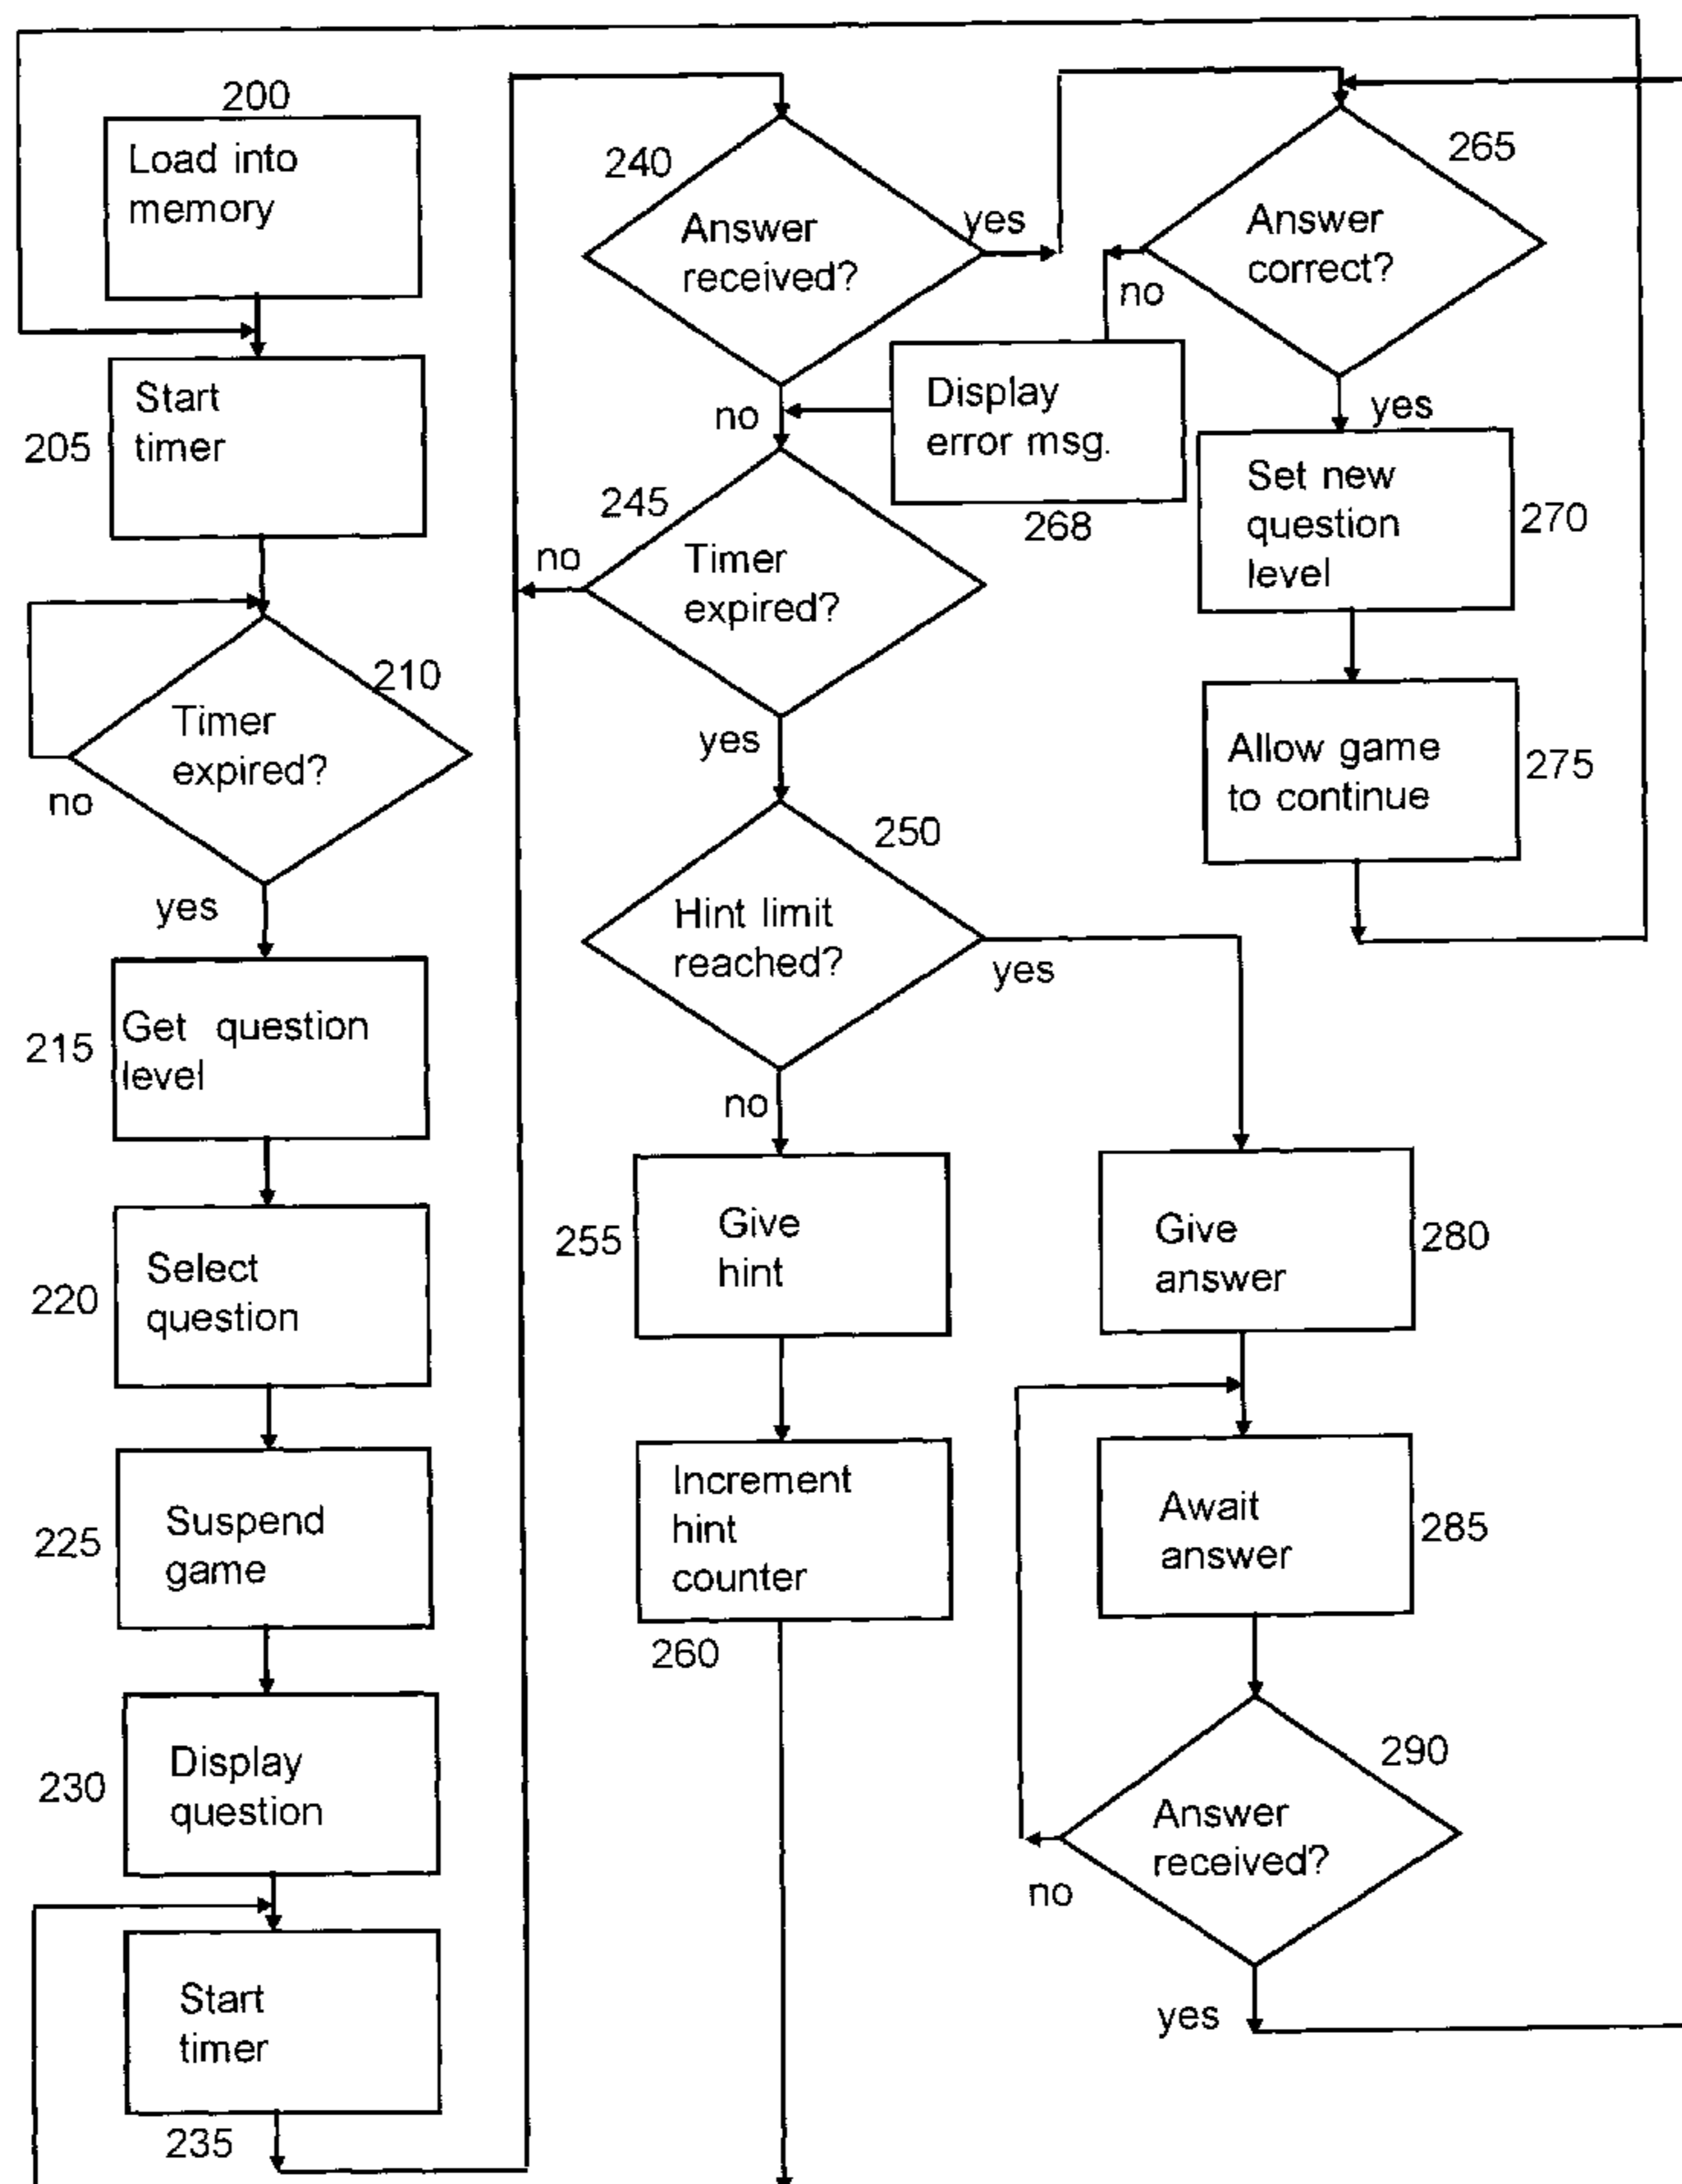 200
Load into
memory
Start
timer
205
210
Timer
expired?
no
yes
Get question
level
215
Select
question
220
Suspend
game
225
Display
question
230
Start
timer
235
240
Answer
received?
yes
no
245
Timer
expired?
no
yes
250
Hint limit
reached?
yes
no
Give
hint
255
Increment
hint
counter
260
265
Answer
correct?
no
yes
Display
error msg.
268
Set new
question
level
270
Allow game
to continue
275
Give
answer
280
Await
answer
285
290
Answer
received?
no
yes